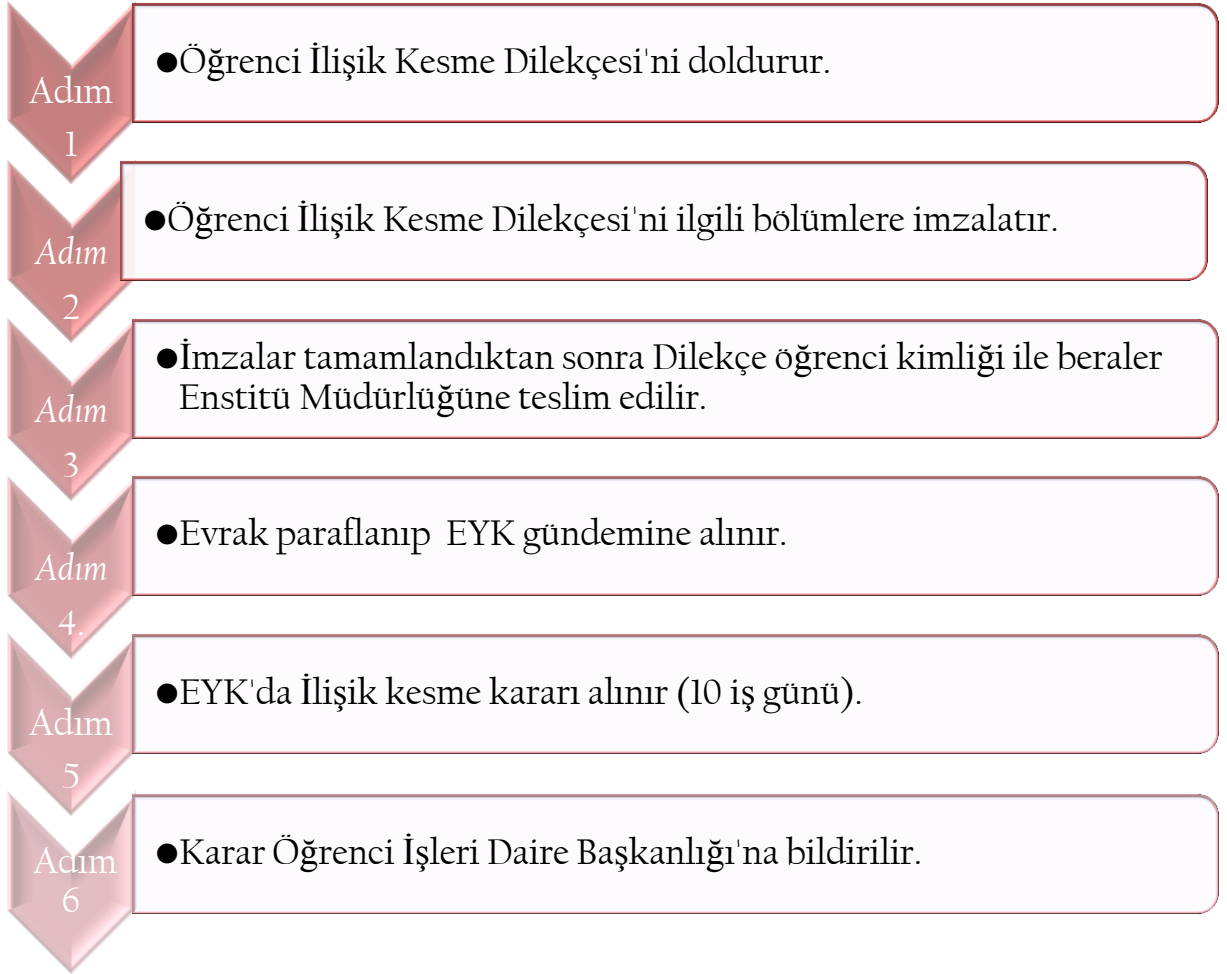 Adım
1
●Öğrenci İlişik Kesme Dilekçesi'ni doldurur.
Adım
2
●Öğrenci İlişik Kesme Dilekçesi'ni ilgili bölümlere imzalatır.
Adım
3
●İmzalar tamamlandıktan sonra Dilekçe öğrenci kimliği ile beraler
Enstitü Müdürlüğüne teslim edilir.
Adım
4.
●Evrak paraflanıp EYK gündemine alınır.
Adım
5
●EYK'da İlişik kesme kararı alınır (10 iş günü).
Adım
6
●Karar Öğrenci İşleri Daire Başkanlığı'na bildirilir.